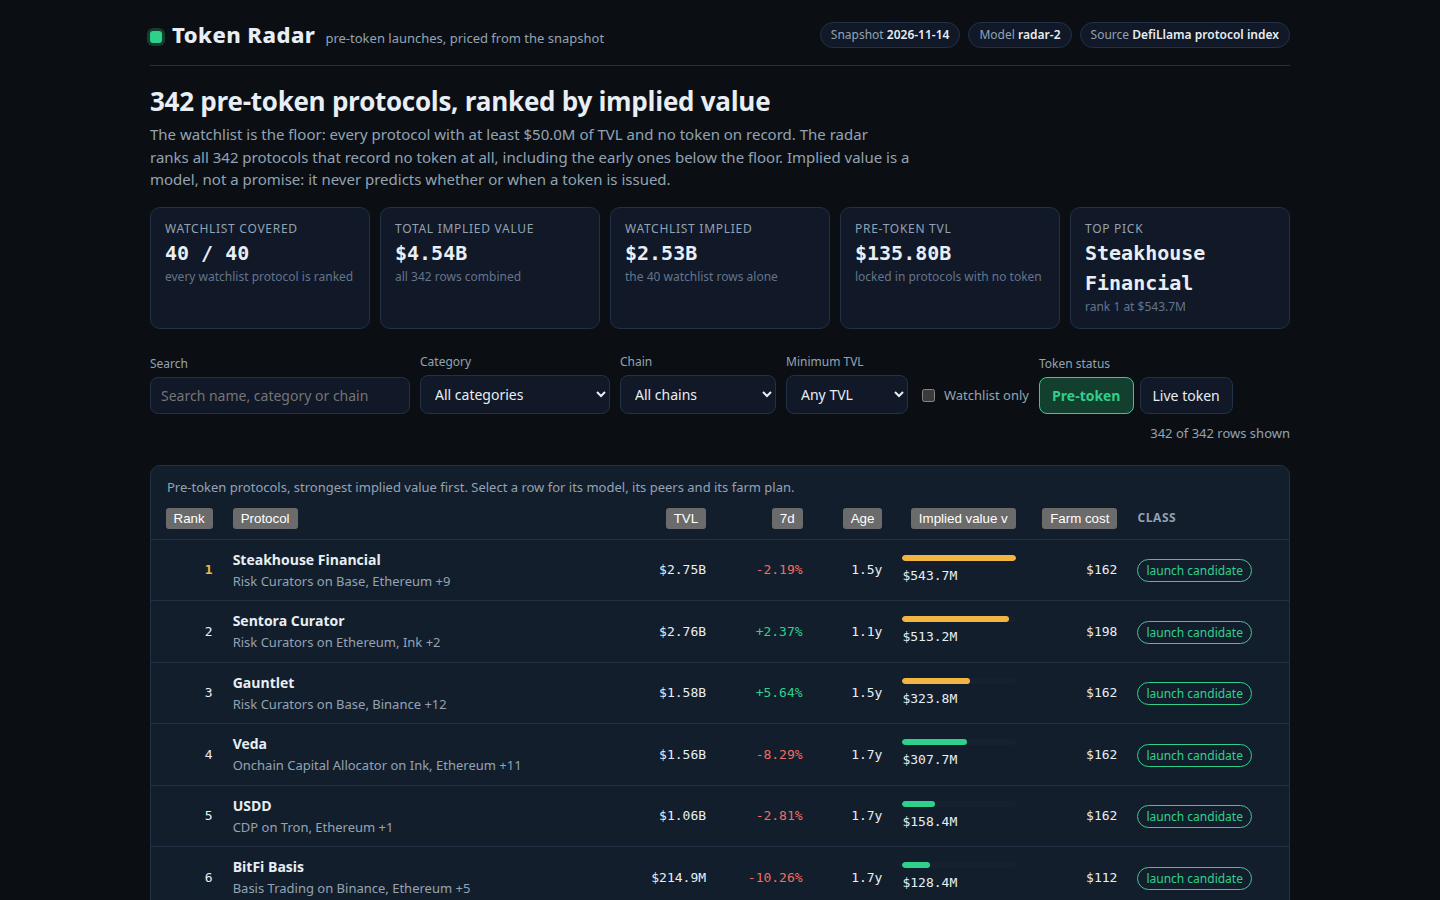 Token Radar pre-token launches, priced from the snapshot
Snapshot 2026-11-14 Model radar-2 Source DefiLlama protocol index
342 pre-token protocols, ranked by implied value
The watchlist is the floor: every protocol with at least $50.0M of TVL and no token on record. The radar
ranks all 342 protocols that record no token at all, including the early ones below the floor. Implied value is a
model, not a promise: it never predicts whether or when a token is issued.
WATCHLIST COVERED
40 / 40
every watchlist protocol is ranked
TOTAL IMPLIED VALUE
$4.54B
all 342 rows combined
WATCHLIST IMPLIED
$2.53B
the 40 watchlist rows alone
PRE-TOKEN TVL
$135.80B
locked in protocols with no token
TOP PICK
Steakhouse
Financial
rank 1 at $543.7M
Search
Search name, category or chain
Category
All categories
Chain
All chains
Minimum TVL
Any TVL
Watchlist only
Token status
Pre-token Live token
342 of 342 rows shown
Pre-token protocols, strongest implied value first. Select a row for its model, its peers and its farm plan.
Rank Protocol TVL 7d Age Implied value v Farm cost CLASS
1 Steakhouse Financial $2.75B -2.19% 1.5y $543.7M $162 launch candidate
Risk Curators on Base, Ethereum +9
2 Sentora Curator $2.76B +2.37% 1.1y $513.2M $198 launch candidate
Risk Curators on Ethereum, Ink +2
3 Gauntlet $1.58B +5.64% 1.5y $323.8M $162 launch candidate
Risk Curators on Base, Binance +12
4 Veda $1.56B -8.29% 1.7y $307.7M $162 launch candidate
Onchain Capital Allocator on Ink, Ethereum +11
5 USDD $1.06B -2.81% 1.7y $158.4M $162 launch candidate
CDP on Tron, Ethereum +1
6 BitFi Basis $214.9M -10.26% 1.7y $128.4M $112 launch candidate
Basis Trading on Binance, Ethereum +5